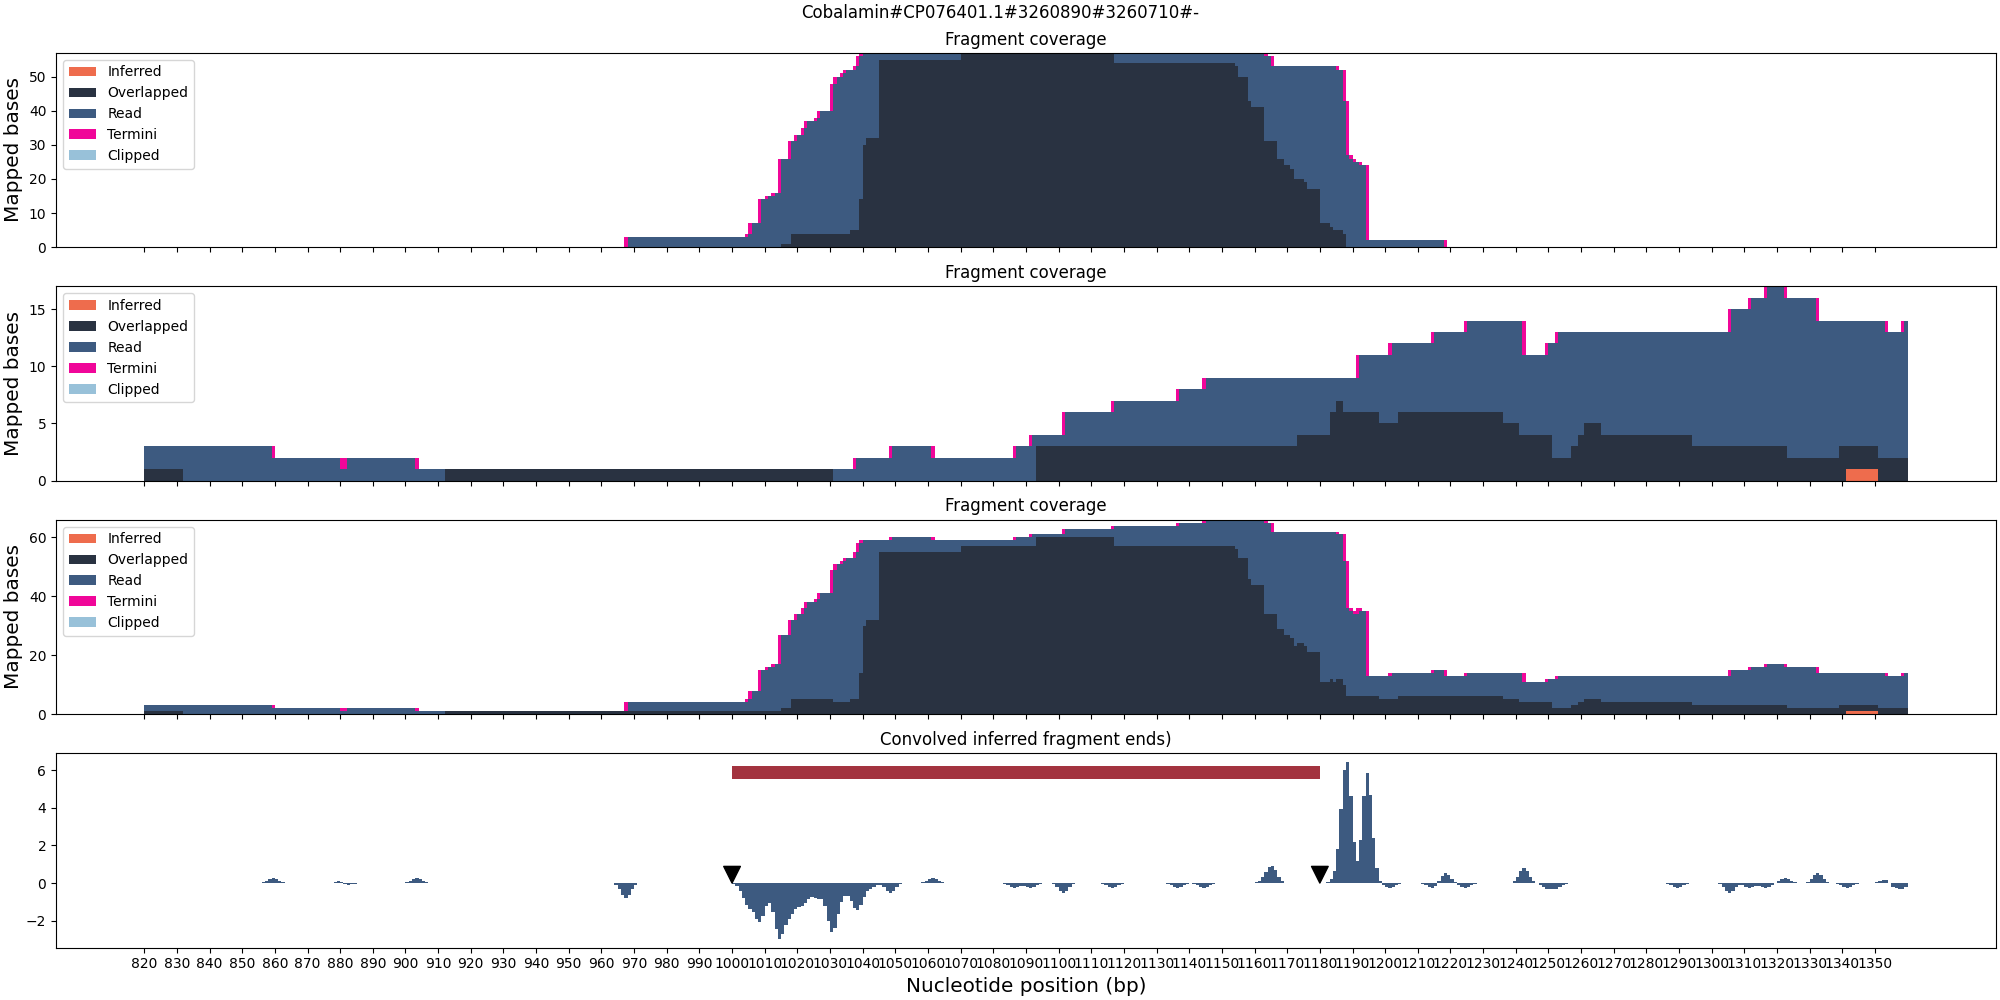 Cobalamin#CP076401.1#3260890#3260710#-
Fragment coverage
Mapped bases
50
40
30
20
10
0
Inferred
Overlapped
Read
Termini
Clipped
Fragment coverage
Mapped bases
15
10
5
0
Inferred
Overlapped
Read
Termini
Clipped
Fragment coverage
Mapped bases
60
40
20
0
Inferred
Overlapped
Read
Termini
Clipped
Convolved inferred fragment ends)
6
4
2
0
−2
820 830 840 850 860 870 880 890 900 910 920 930 940 950 960 970 980 990 1000 1010 1020 1030 1040 1050 1060 1070 1080 1090 1100 1110 1120 1130 1140 1150 1160 1170 1180 1190 1200 1210 1220 1230 1240 1250 1260 1270 1280 1290 1300 1310 1320 1330 1340 1350
Nucleotide position (bp)